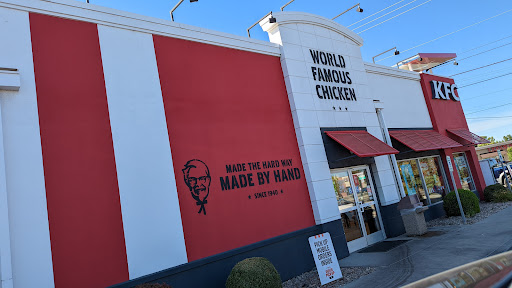 WORLD
FAMOUS
CHICKEN
KFC
MADE THE HARD WAY
MADE BY HAND
SINCE 1940
PICK UP
MOBILE
ORDERS
INSIDE